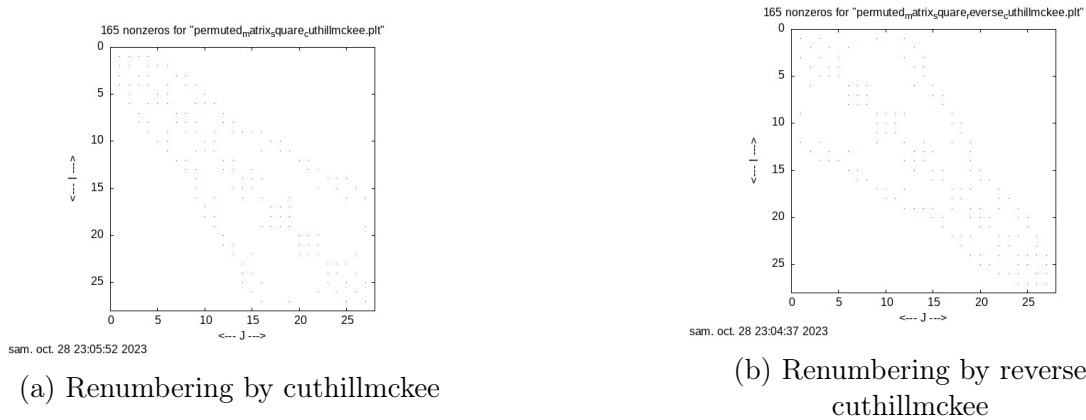 165 nonzeros for "permuted_matrix_square_cuthillmckee.plt"
0
5
10
15
20
25
<--- I --->
0 5 10 15 20 25
<--- J --->
sam. oct. 28 23:05:52 2023
(a) Renumbering by cuthillmckee
165 nonzeros for "permuted_matrix_square_reverse_cuthillmckee.plt"
0
5
10
15
20
25
<--- I --->
0 5 10 15 20 25
<--- J --->
sam. oct. 28 23:04:37 2023
(b) Renumbering by reverse
cuthillmckee